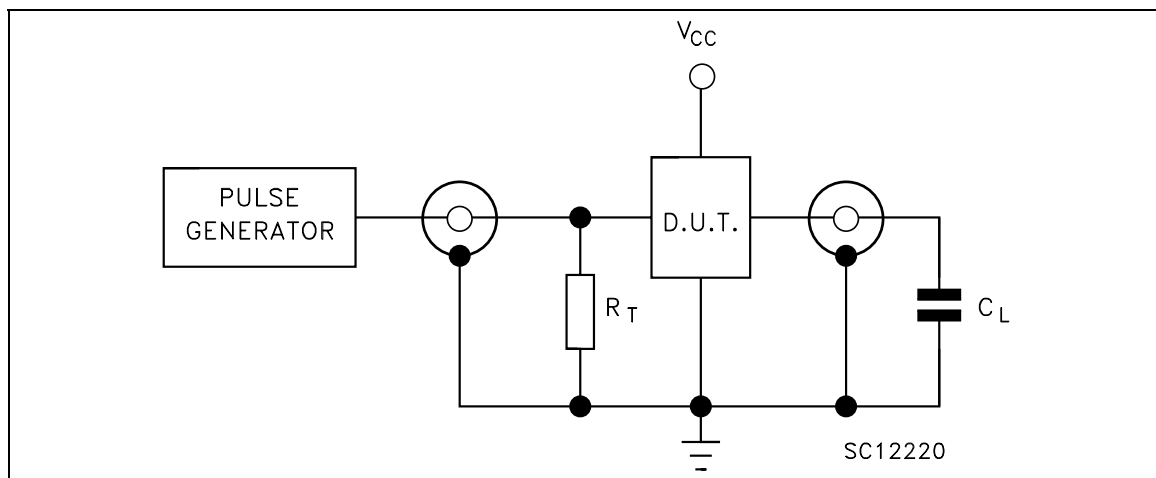 VCC
PULSE
GENERATOR
D.U.T.
RT
CL
SC12220